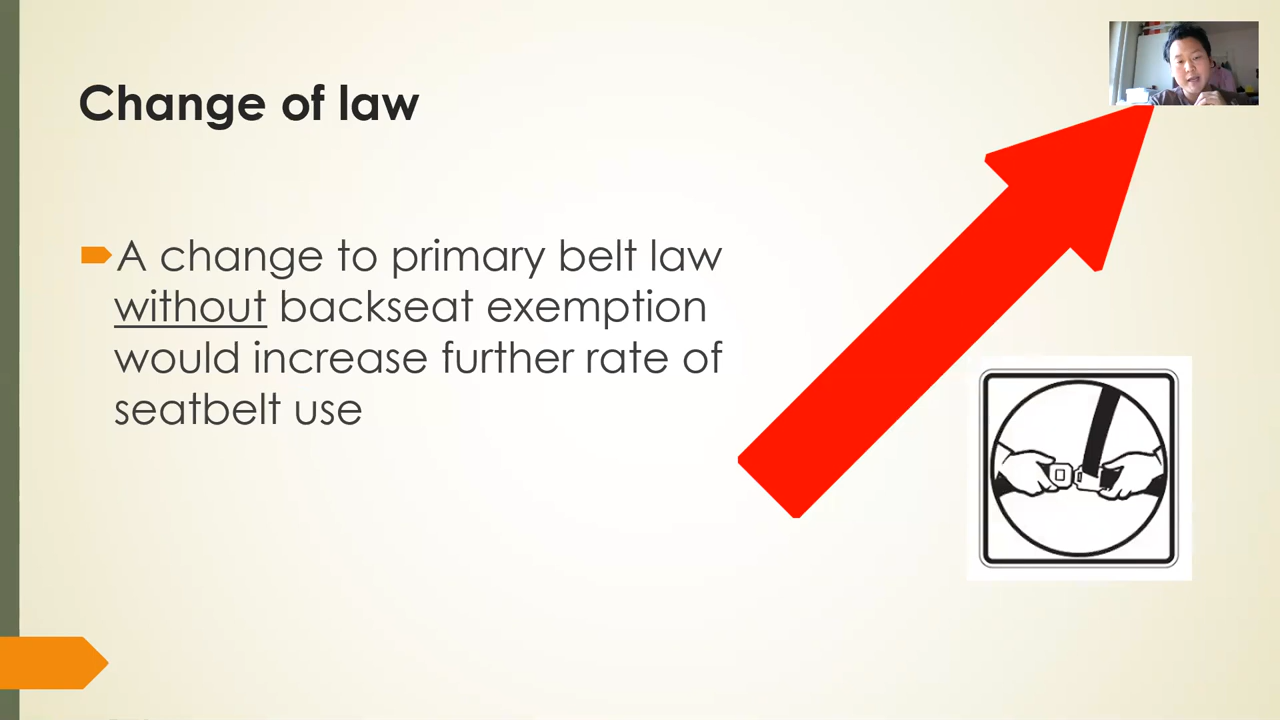 Change of law
A change to primary belt law
without backseat exemption
would increase further rate of
seatbelt use